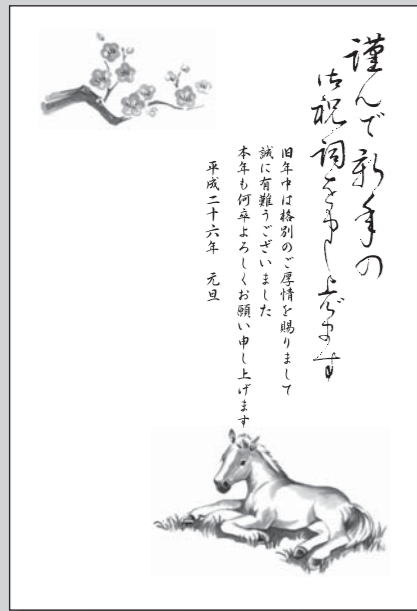 謹んで新年の
御祝詞を申し上げます
旧年中は格別のご厚情を賜りまして
誠に有難うございました
本年も何卒よろしくお願い申し上げます
平成二十六年　元旦